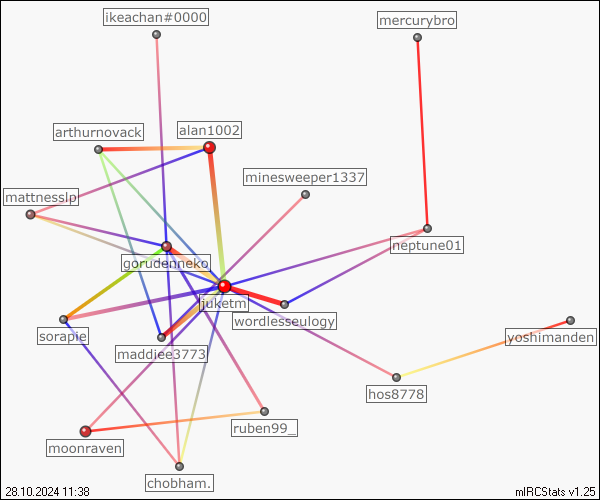 ikeachan#0000
mercurybro
arthurnovack
alan1002
minesweeper1337
mattnesslp
neptune01
gorudenneko
juketm
wordlesseulogy
sorapie
maddiee3773
yoshimanden
hos8778
ruben99_
moonraven
chobham.
28.10.2024 11:38
mIRCStats v1.25